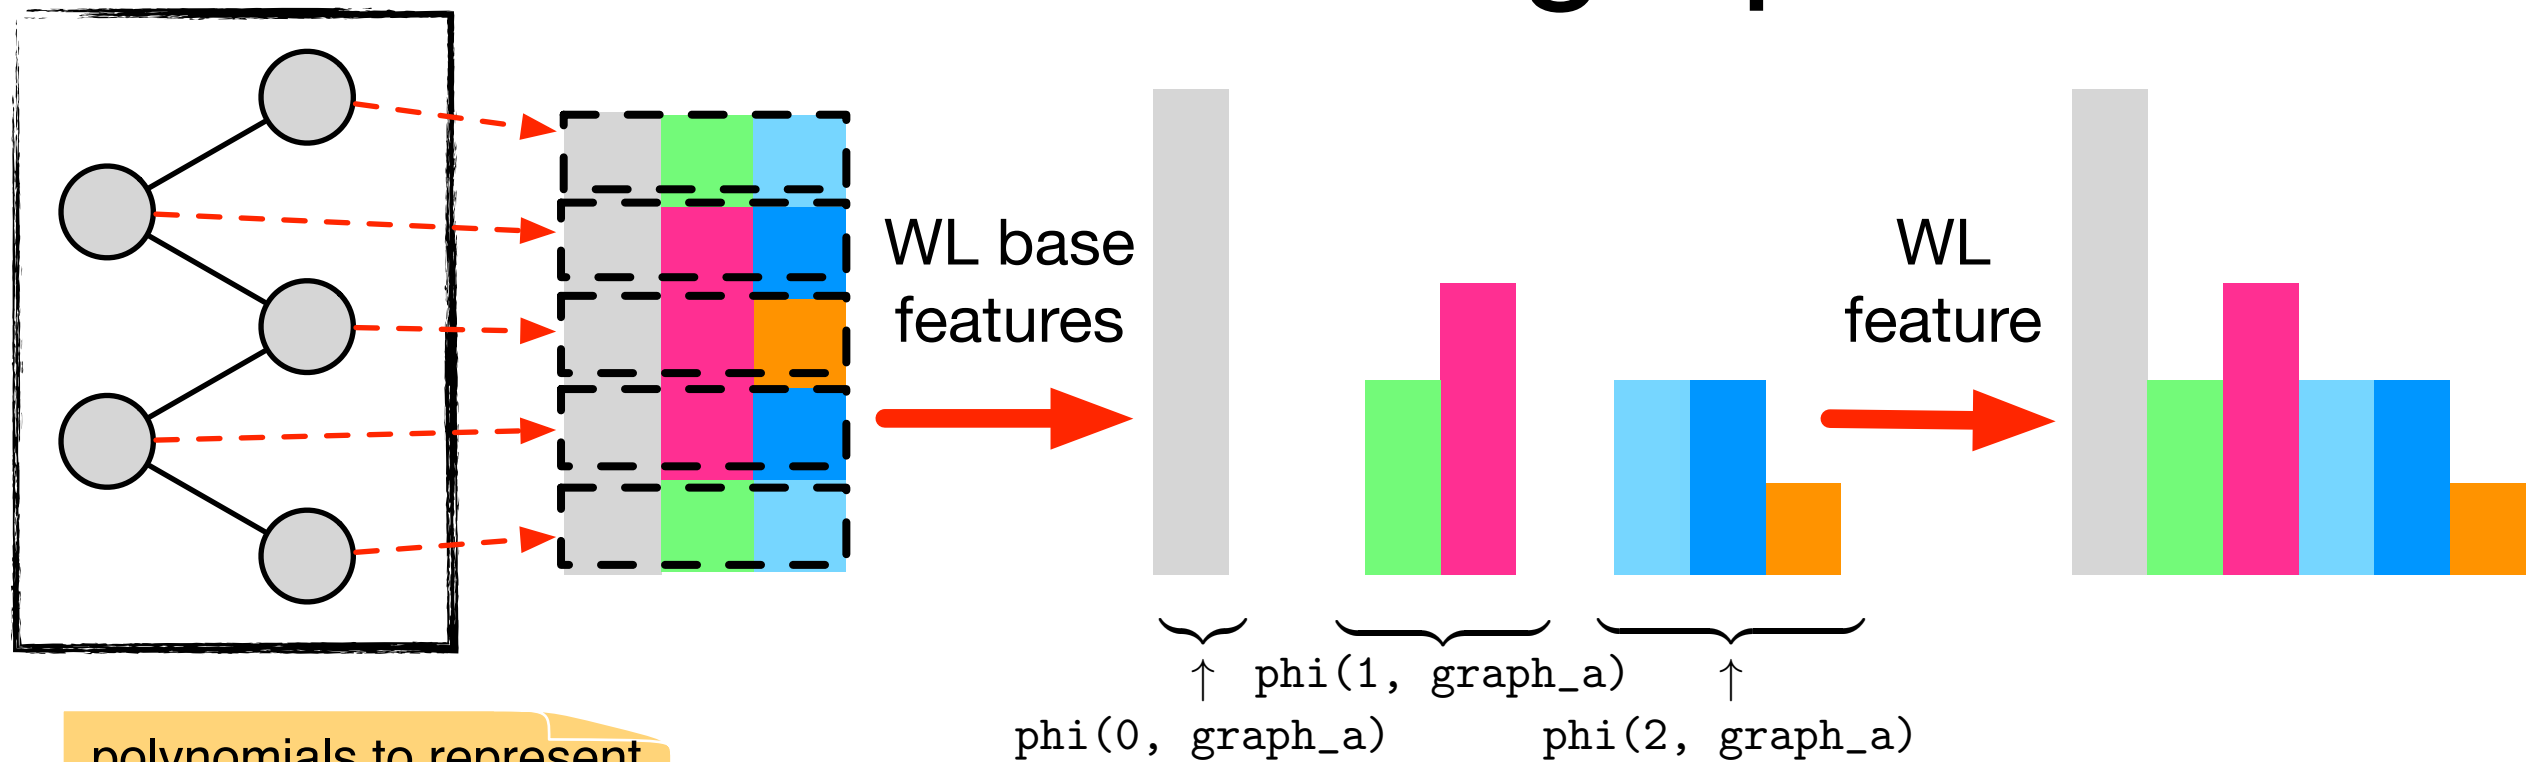 WL base
features
WL
feature
↑ phi(1, graph_a) ↑
phi(0, graph_a) phi(2, graph_a)
polynomials to represent